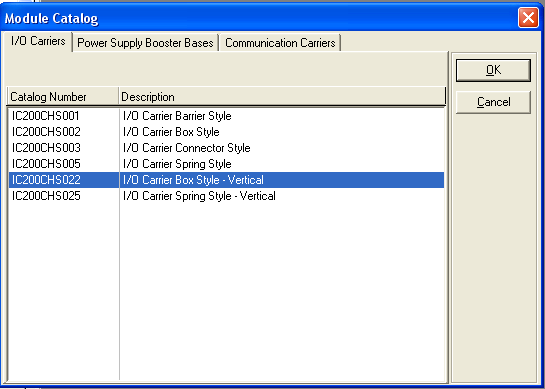 Module Catalog
I/O Carriers Power Supply Booster Bases Communication Carriers
OK
Cancel
Catalog Number Description
IC200CHS001 I/O Carrier Barrier Style
IC200CHS002 I/O Carrier Box Style
IC200CHS003 I/O Carrier Connector Style
IC200CHS005 I/O Carrier Spring Style
IC200CHS022 I/O Carrier Box Style - Vertical
IC200CHS025 I/O Carrier Spring Style - Vertical